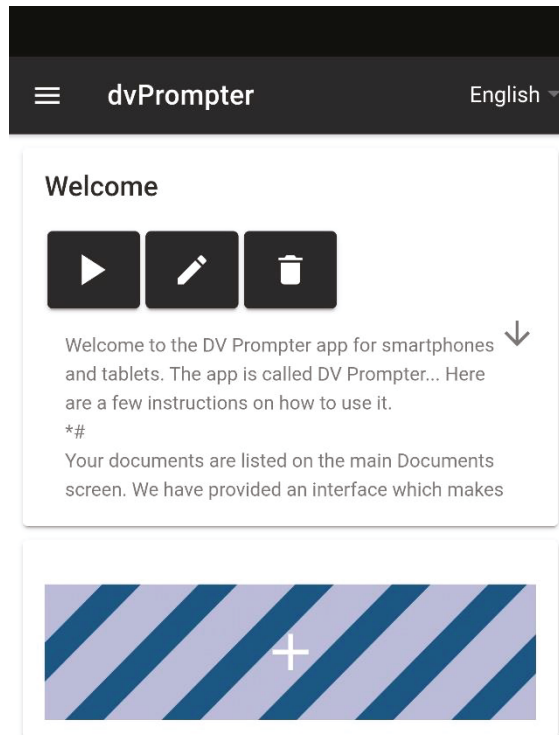 dvPrompter
English
Welcome
Welcome to the DV Prompter app for smartphones
and tablets. The app is called DV Prompter... Here
are a few instructions on how to use it.
*#
Your documents are listed on the main Documents
screen. We have provided an interface which makes